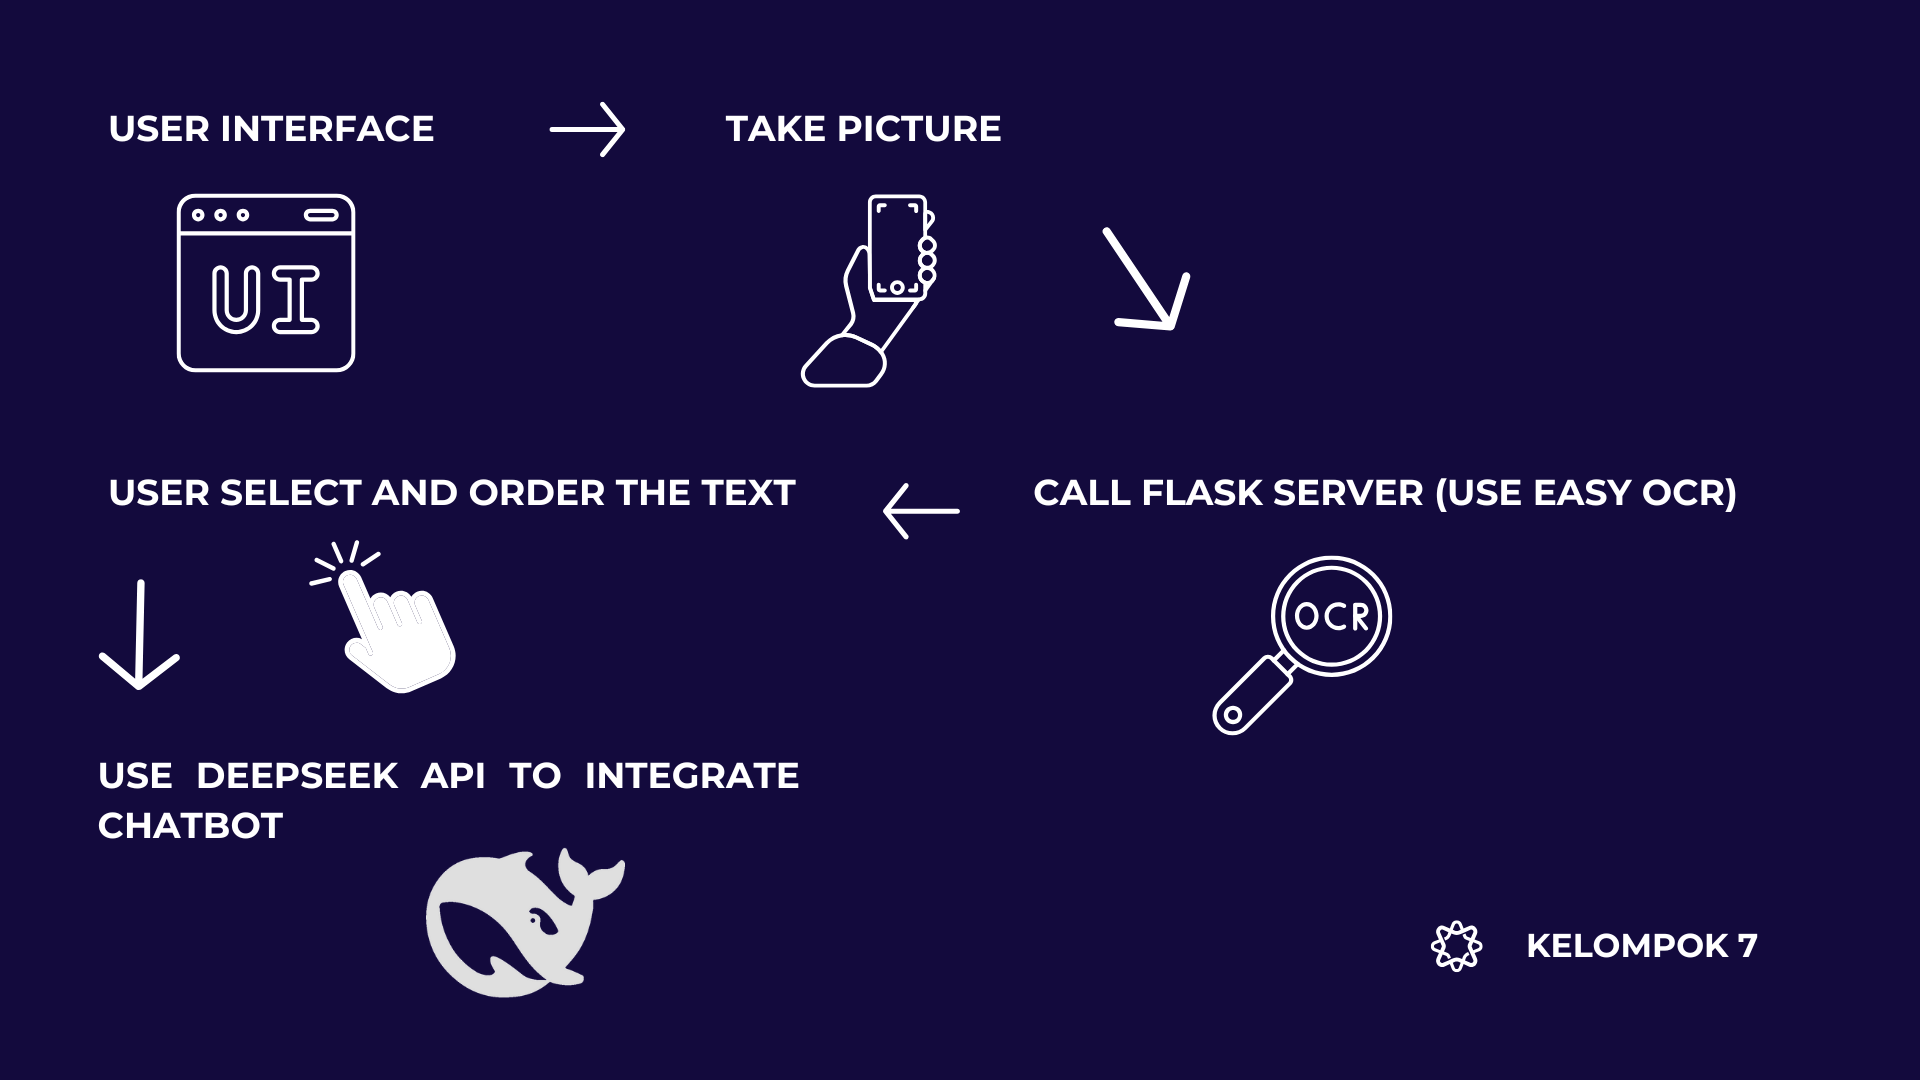 USER INTERFACE
TAKE PICTURE
UI
USER SELECT AND ORDER THE TEXT
CALL FLASK SERVER (USE EASY OCR)
OCR
USE DEEPSEEK API TO INTEGRATE
CHATBOT
KELOMPOK 7